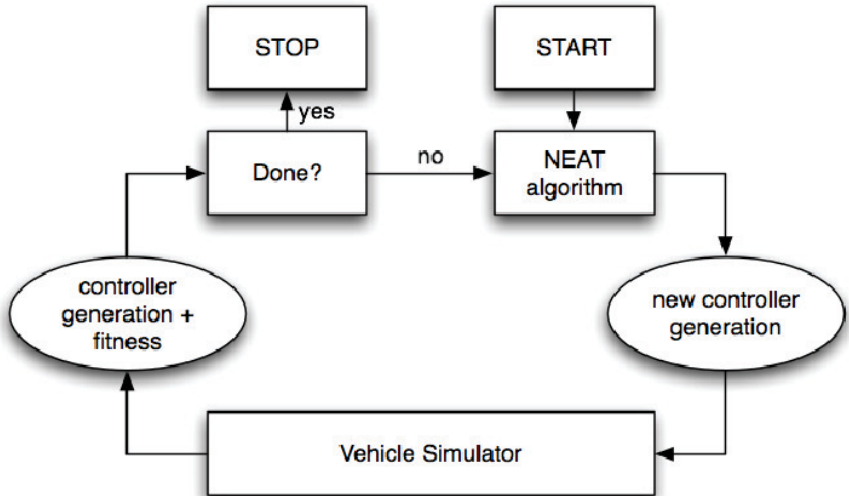 STOP
START
yes
Done?
no
NEAT
algorithm
controller
generation +
fitness
new controller
generation
Vehicle Simulator